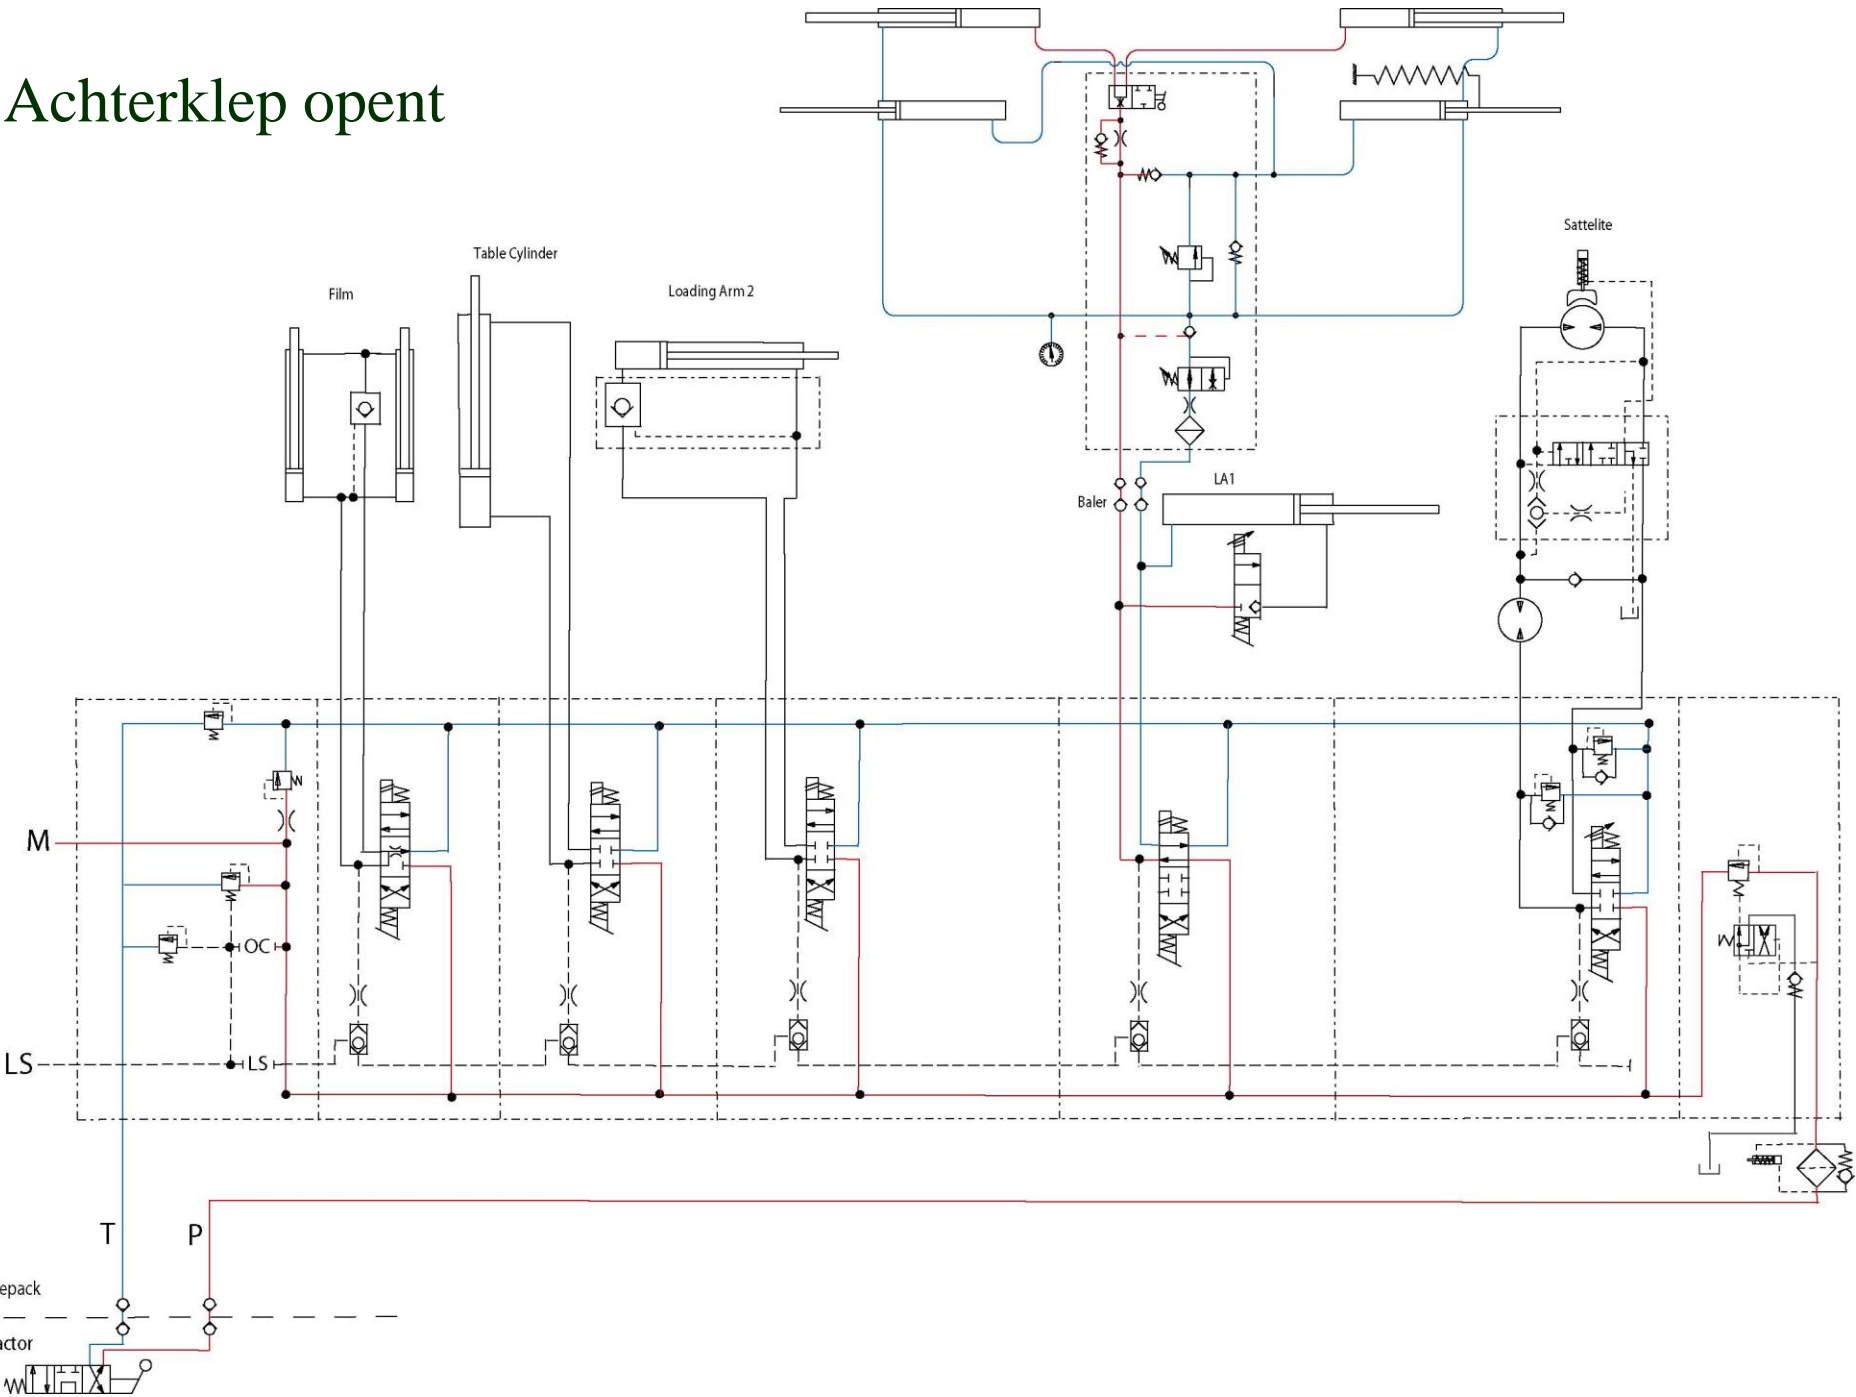 Achterklep opent
Sattelite
Table Cylinder
Film
Loading Arm 2
LA1
Baler
M
OC
LS
LS
T
P
epack
actor